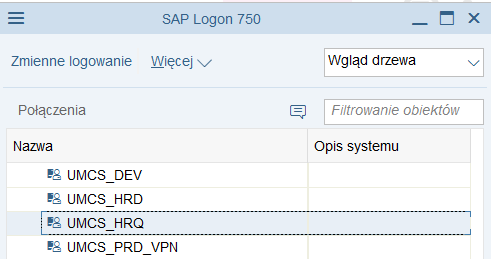 SAP Logon 750
Zmienne logowanie Więcej Wgląd drzewa
Połączenia Filtrowanie obiektów
Nazwa Opis systemu
UMCS_DEV
UMCS_HRD
UMCS_HRQ
UMCS_PRD_VPN